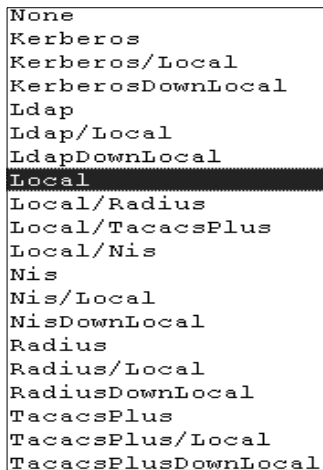 None
Kerberos
Kerberos/Local
KerberosDownLocal
Ldap
Ldap/Local
LdapDownLocal
Local
Local/Radius
Local/TacacsPlus
Local/Nis
Nis
Nis/Local
NisDownLocal
Radius
Radius/Local
RadiusDownLocal
TacacsPlus
TacacsPlus/Local
TacacsPlusDownLocal